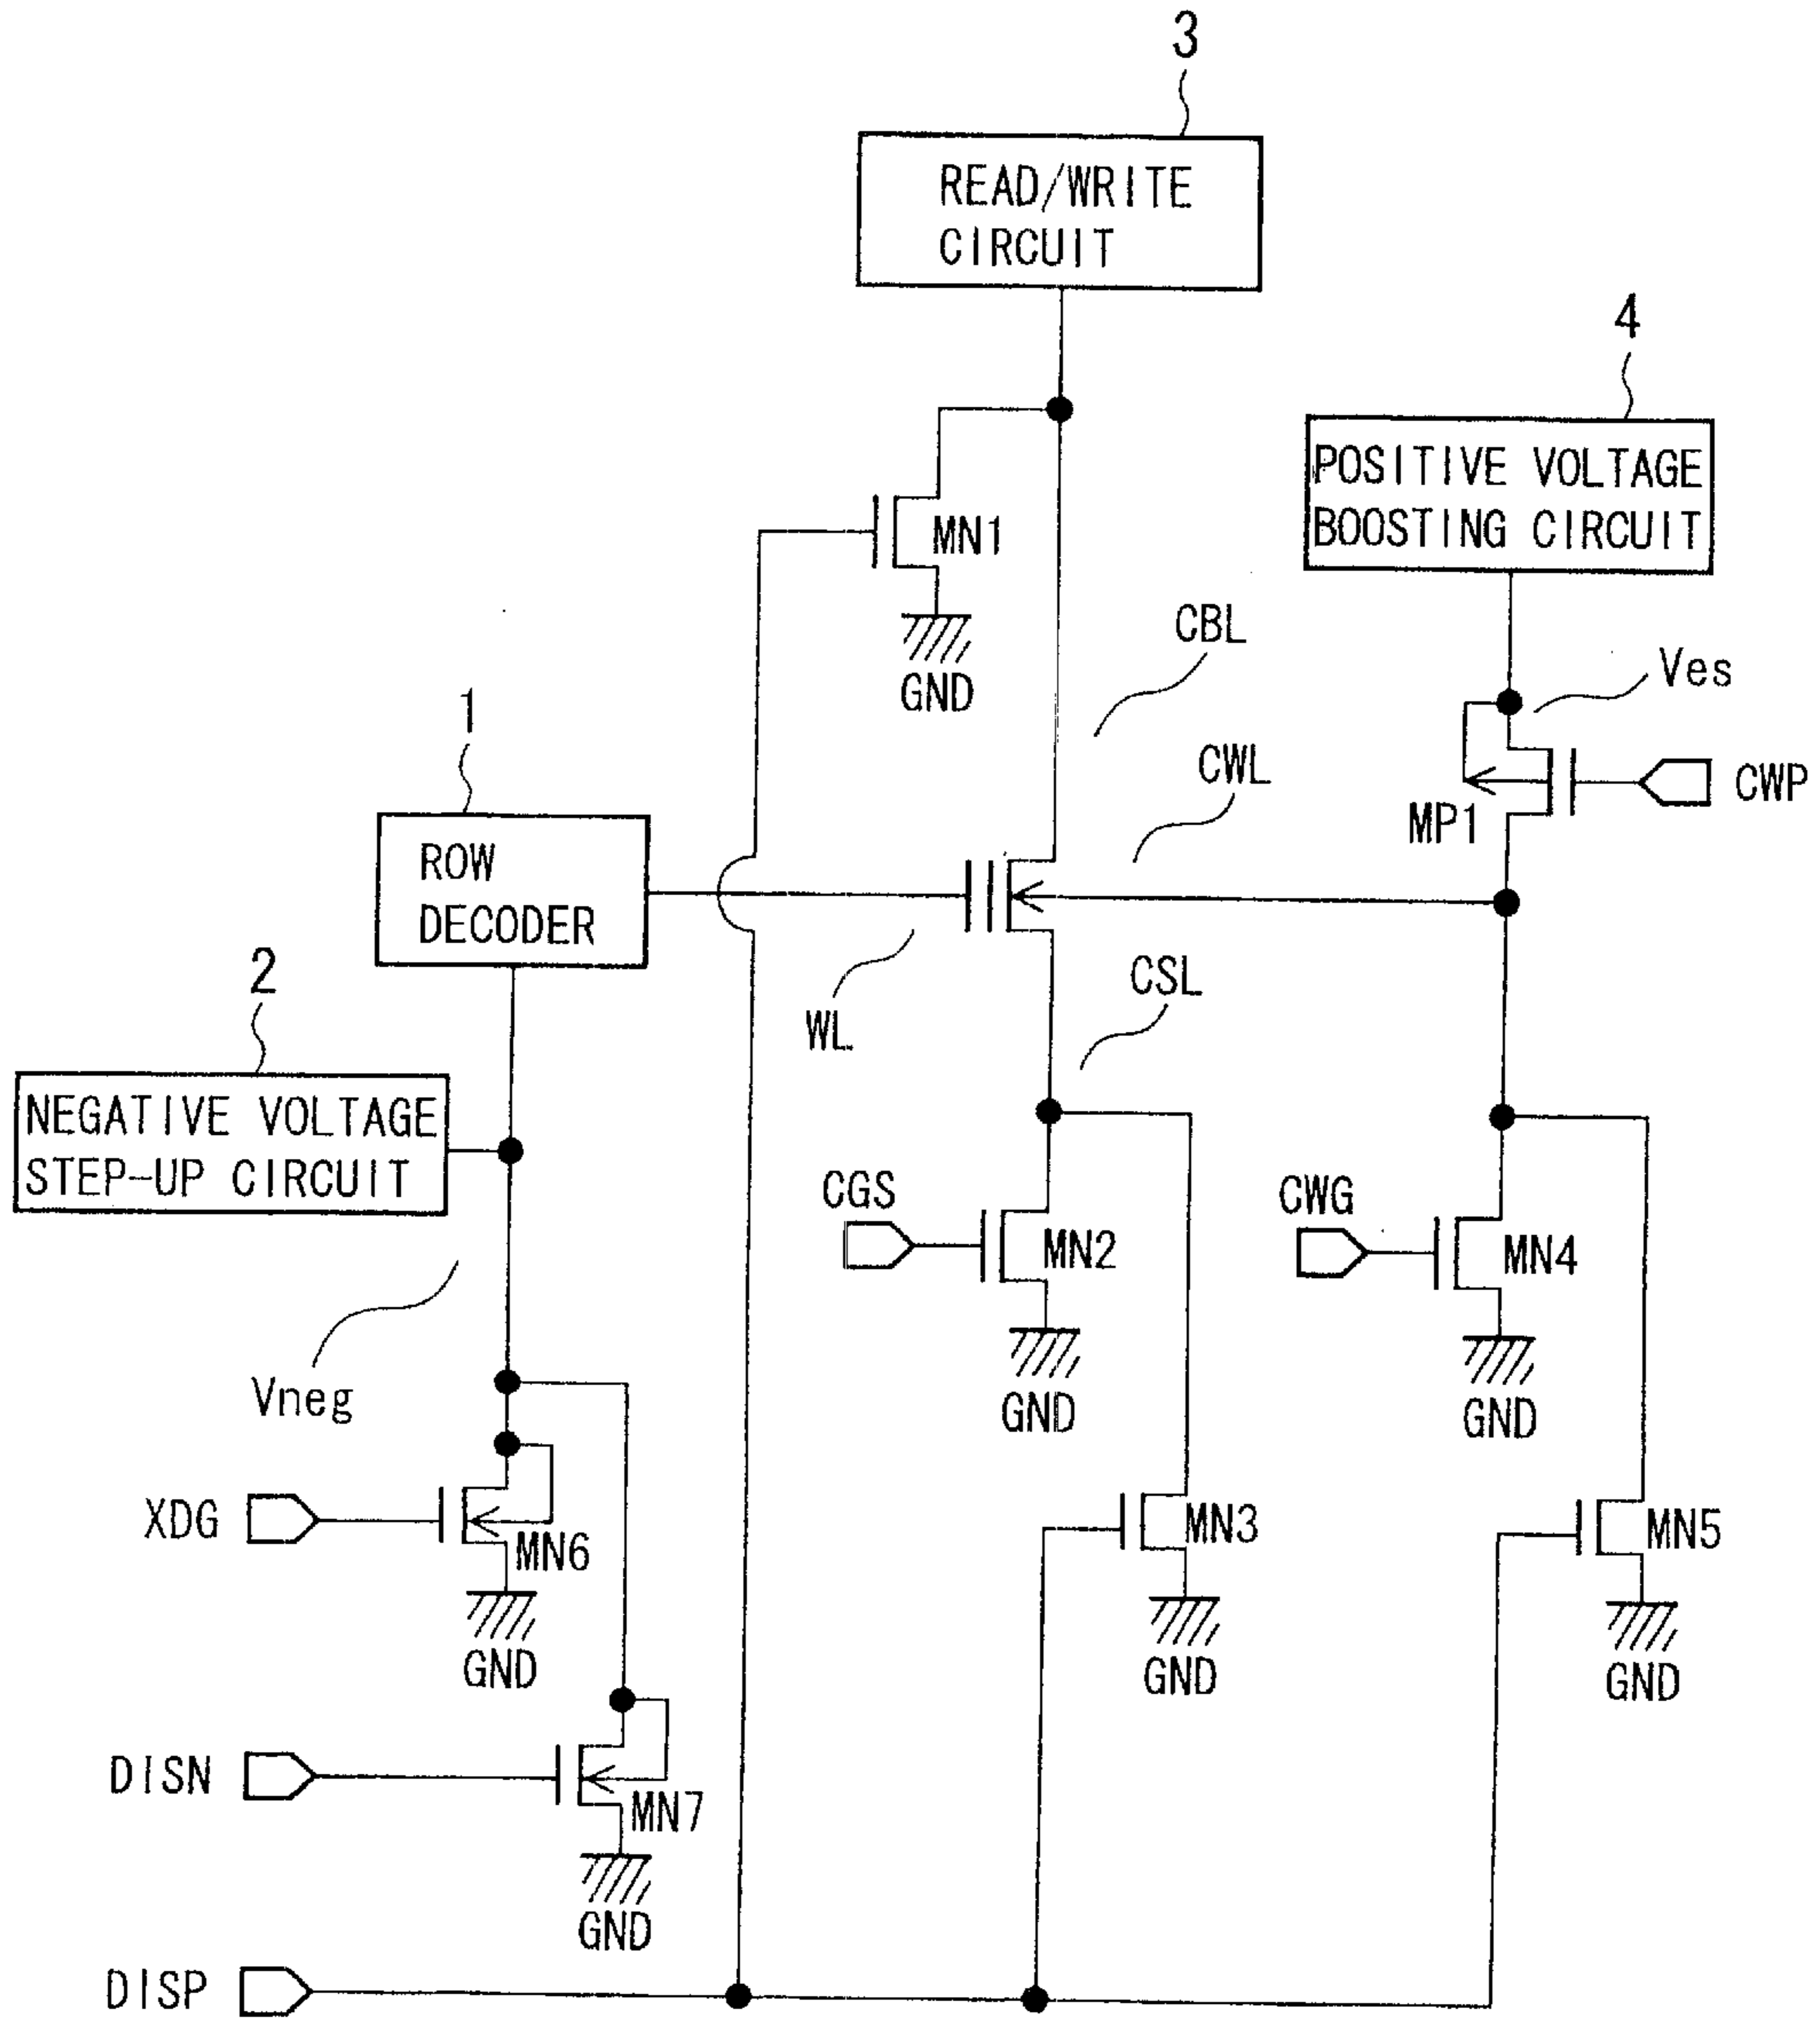 3
READ/WRITE
CIRCUIT
4
POSITIVE VOLTAGE
BOOSTING CIRCUIT
MN1
GND
CBL
Ves
1
CWL
CWP
MP1
ROW
DECODER
2
CSL
WL
NEGATIVE VOLTAGE
STEP-UP CIRCUIT
CGS
CWG
MN2
MN4
Vneg
GND
GND
XDG
MN6
MN3
MN5
GND
GND
GND
DISN
MN7
GND
DISP